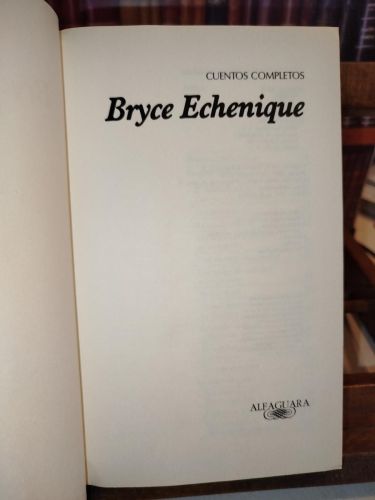 CUENTOS COMPLETOS
Bryce Echenique
ALFAGUARA